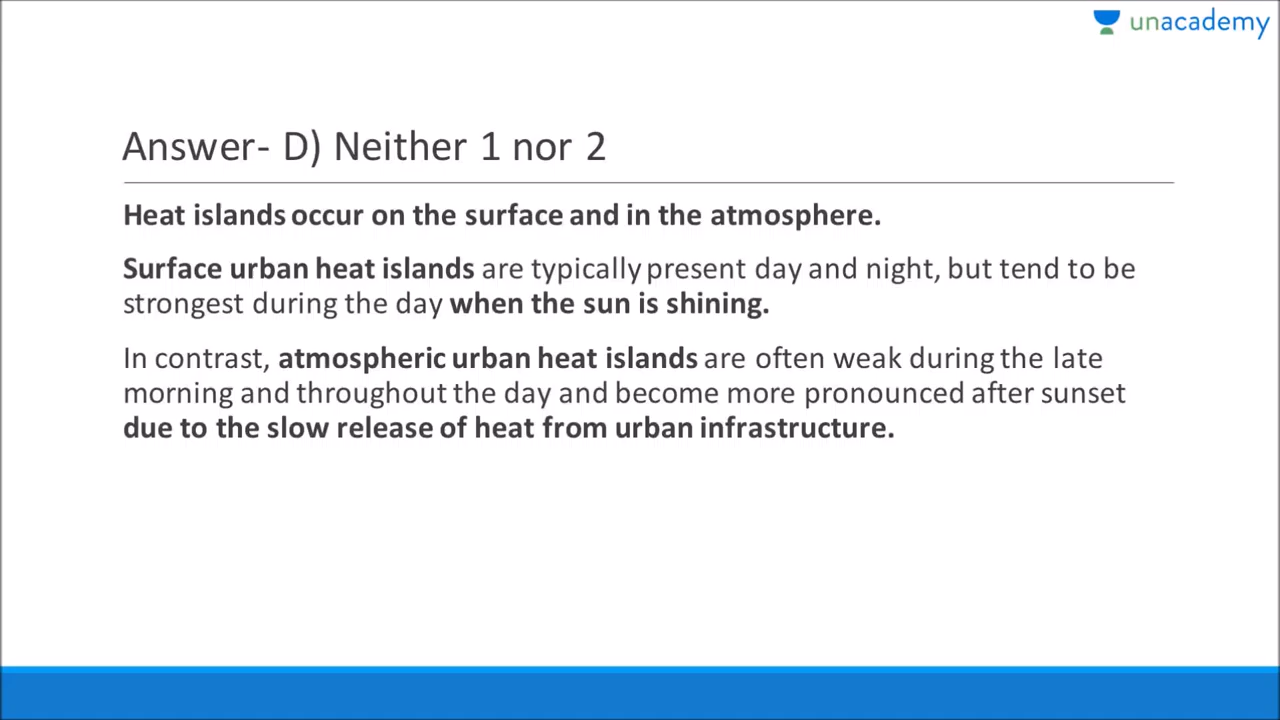 unacademy
Answer- D) Neither 1 nor 2
Heat islands occur on the surface and in the atmosphere.
Surface urban heat islands are typically present day and night, but tend to be
strongest during the day when the sun is shining.
In contrast, atmospheric urban heat islands are often weak during the late
morning and throughout the day and become more pronounced after sunset
due to the slow release of heat from urban infrastructure.